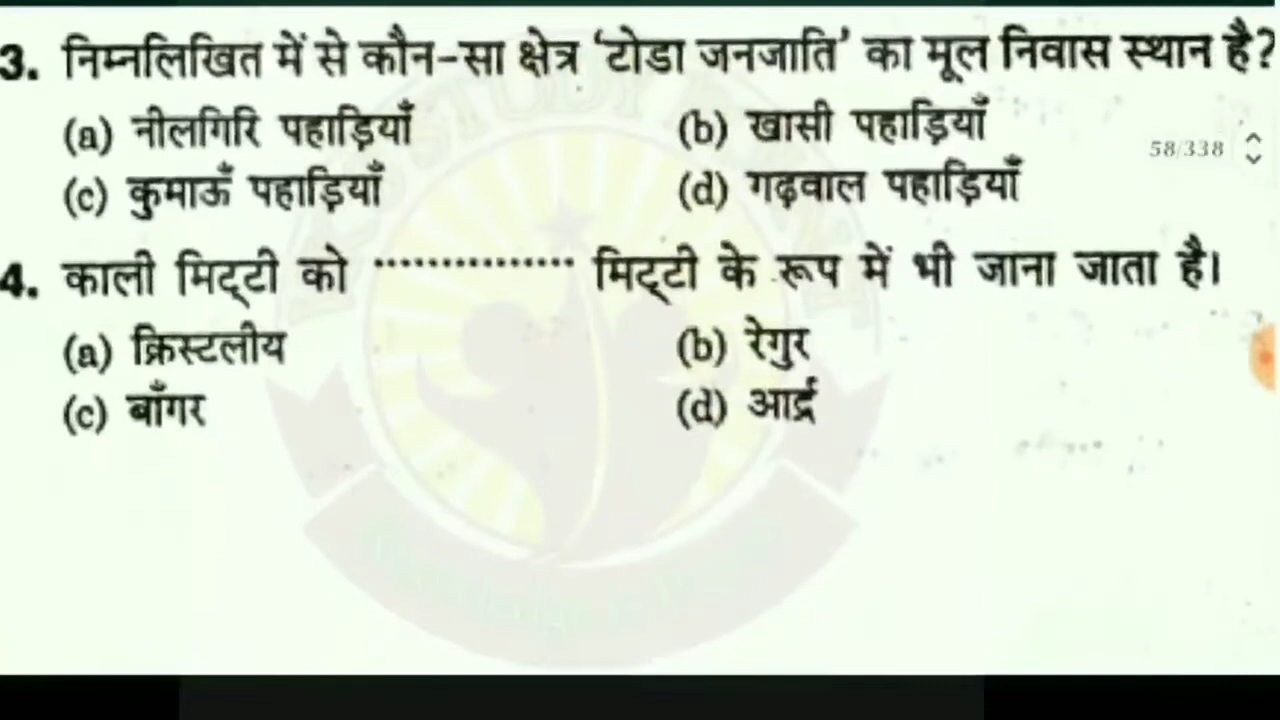 3. निम्नलिखित में से कौन-सा क्षेत्र 'टोडा जनजाति' का मूल निवास स्थान है?
(a) नीलगिरि पहाड़ियाँ (b) खासी पहाड़ियाँ
58/338
(c) कुमाऊँ पहाड़ियाँ (d) गढ़वाल पहाड़ियाँ
4. काली मिट्टी को ............... मिट्टी के रूप में भी जाना जाता है।
(a) क्रिस्टलीय (b) रेगुर
(c) बाँगर (d) आर्द्र